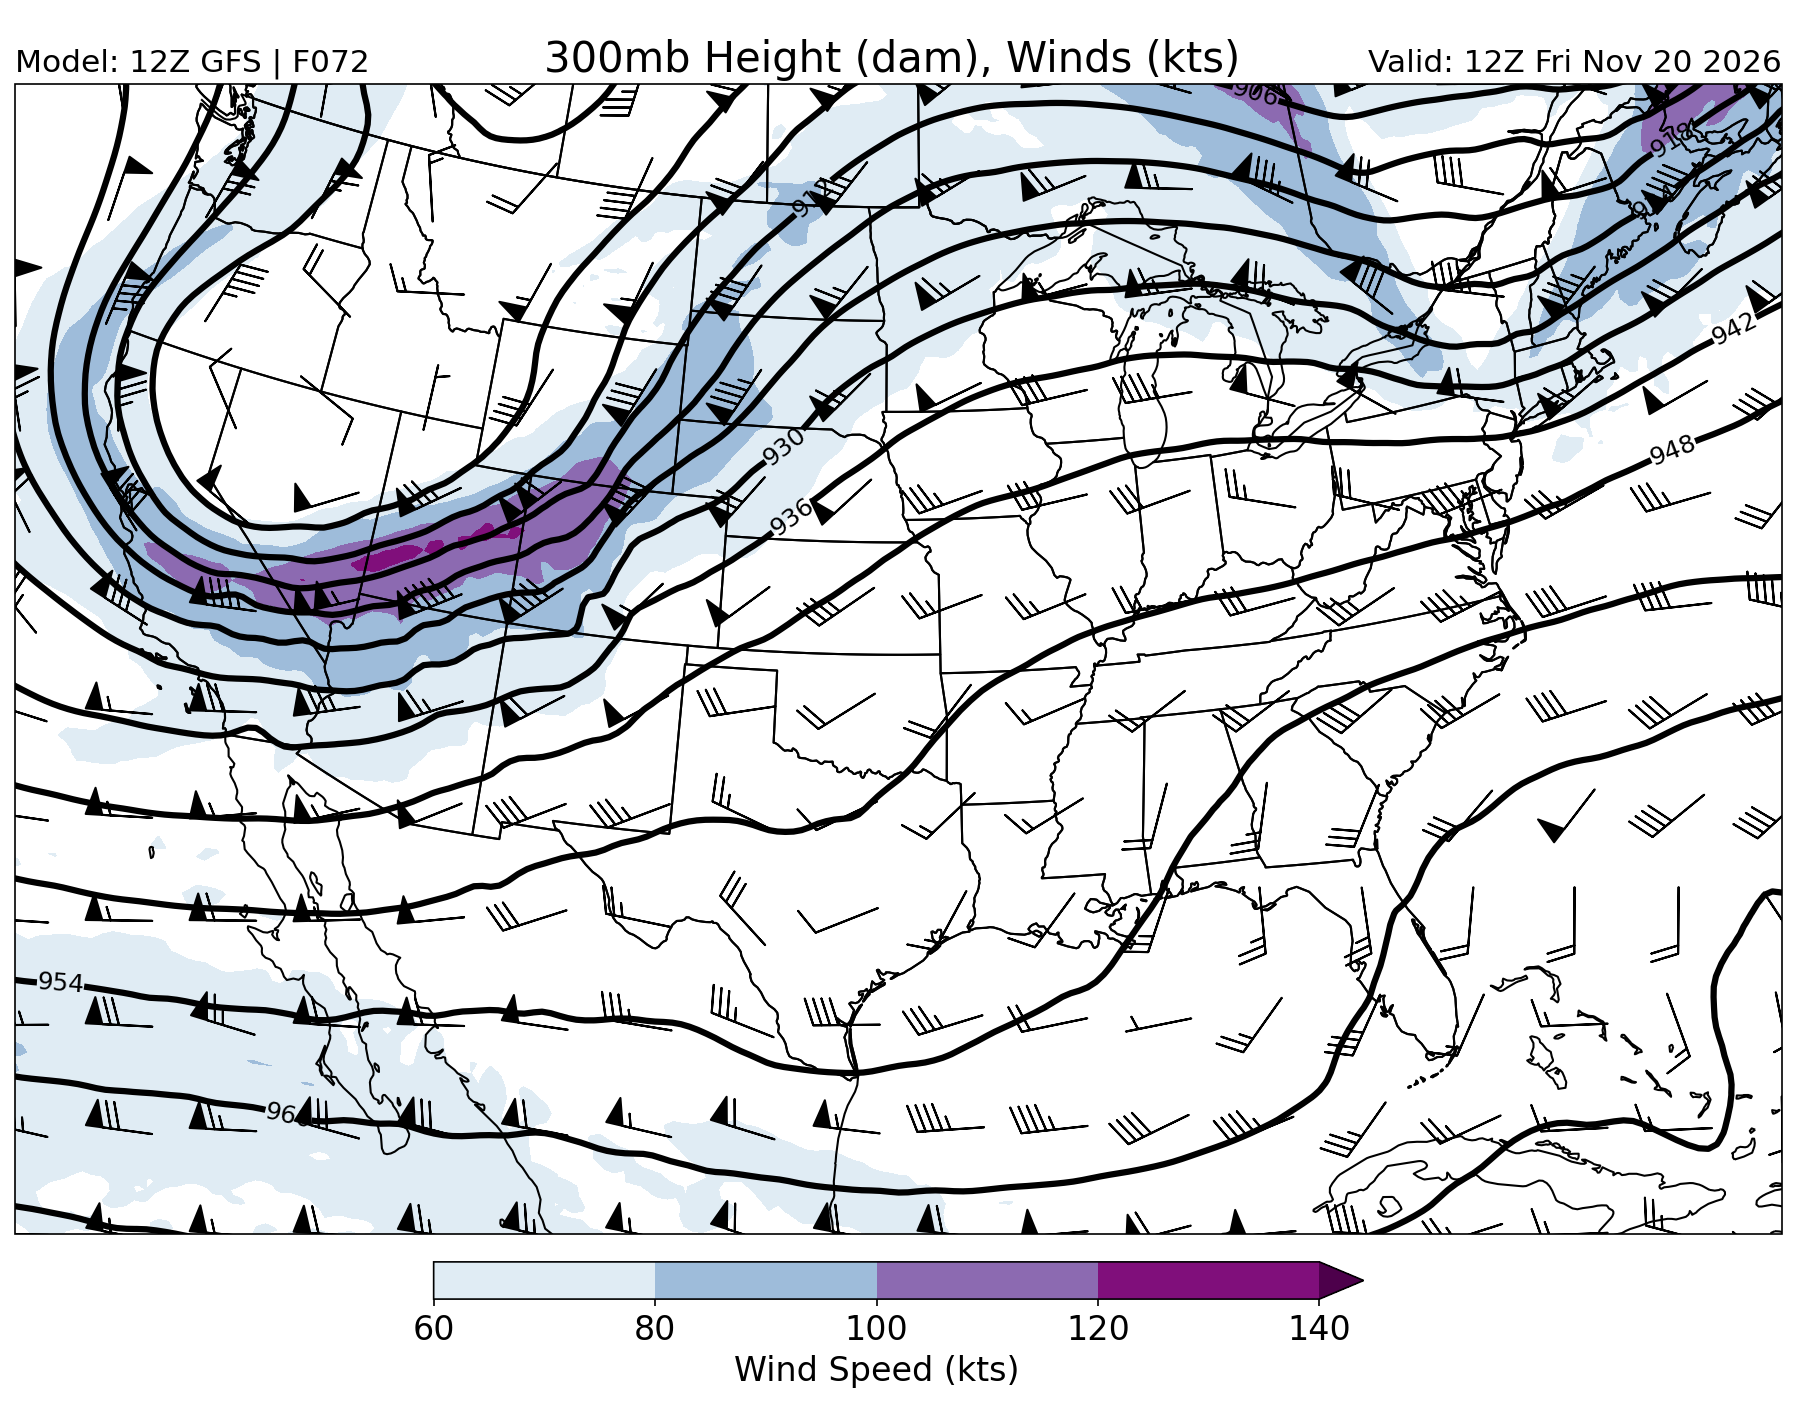 Model: 12Z GFS | F072
300mb Height (dam), Winds (kts)
Valid: 12Z Fri Nov 20 2026
906
918
942
930
948
936
954
60 80 100 120 140
Wind Speed (kts)